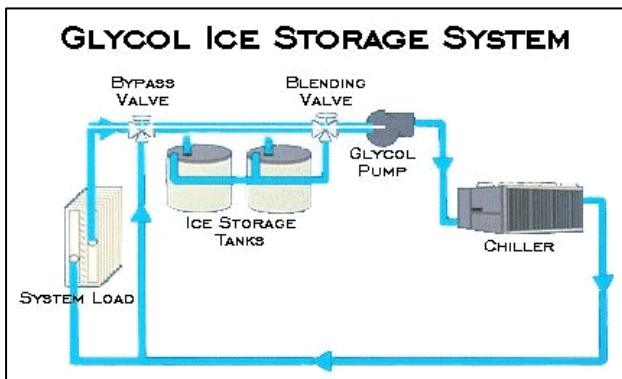 GLYCOL ICE STORAGE SYSTEM
BYPASS
VALVE
BLENDING
VALVE
GLYCOL
PUMP
ICE STORAGE
TANKS
CHILLER
SYSTEM LOAD